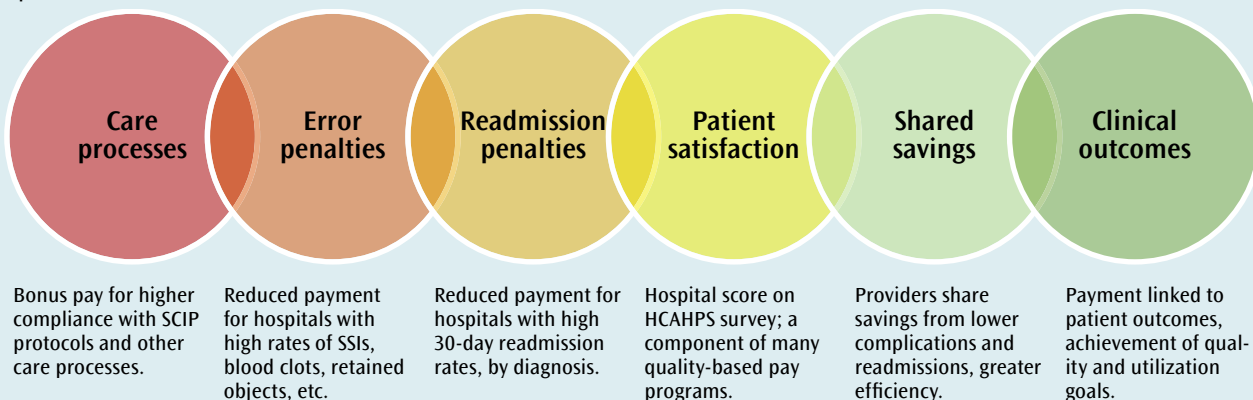 Care
processes
Error
penalties
Readmission
penalties
Patient
satisfaction
Shared
savings
Clinical
outcomes
Bonus pay for higher
compliance with SCIP
protocols and other
care processes.
Reduced payment
for hospitals with
high rates of SSIs,
blood clots, retained
objects, etc.
Reduced payment for
hospitals with high
30-day readmission
rates, by diagnosis.
Hospital score on
HCAHPS survey; a
component of many
quality-based pay
programs.
Providers share
savings from lower
complications and
readmissions, greater
efficiency.
Payment linked to
patient outcomes,
achievement of qual-
ity and utilization
goals.